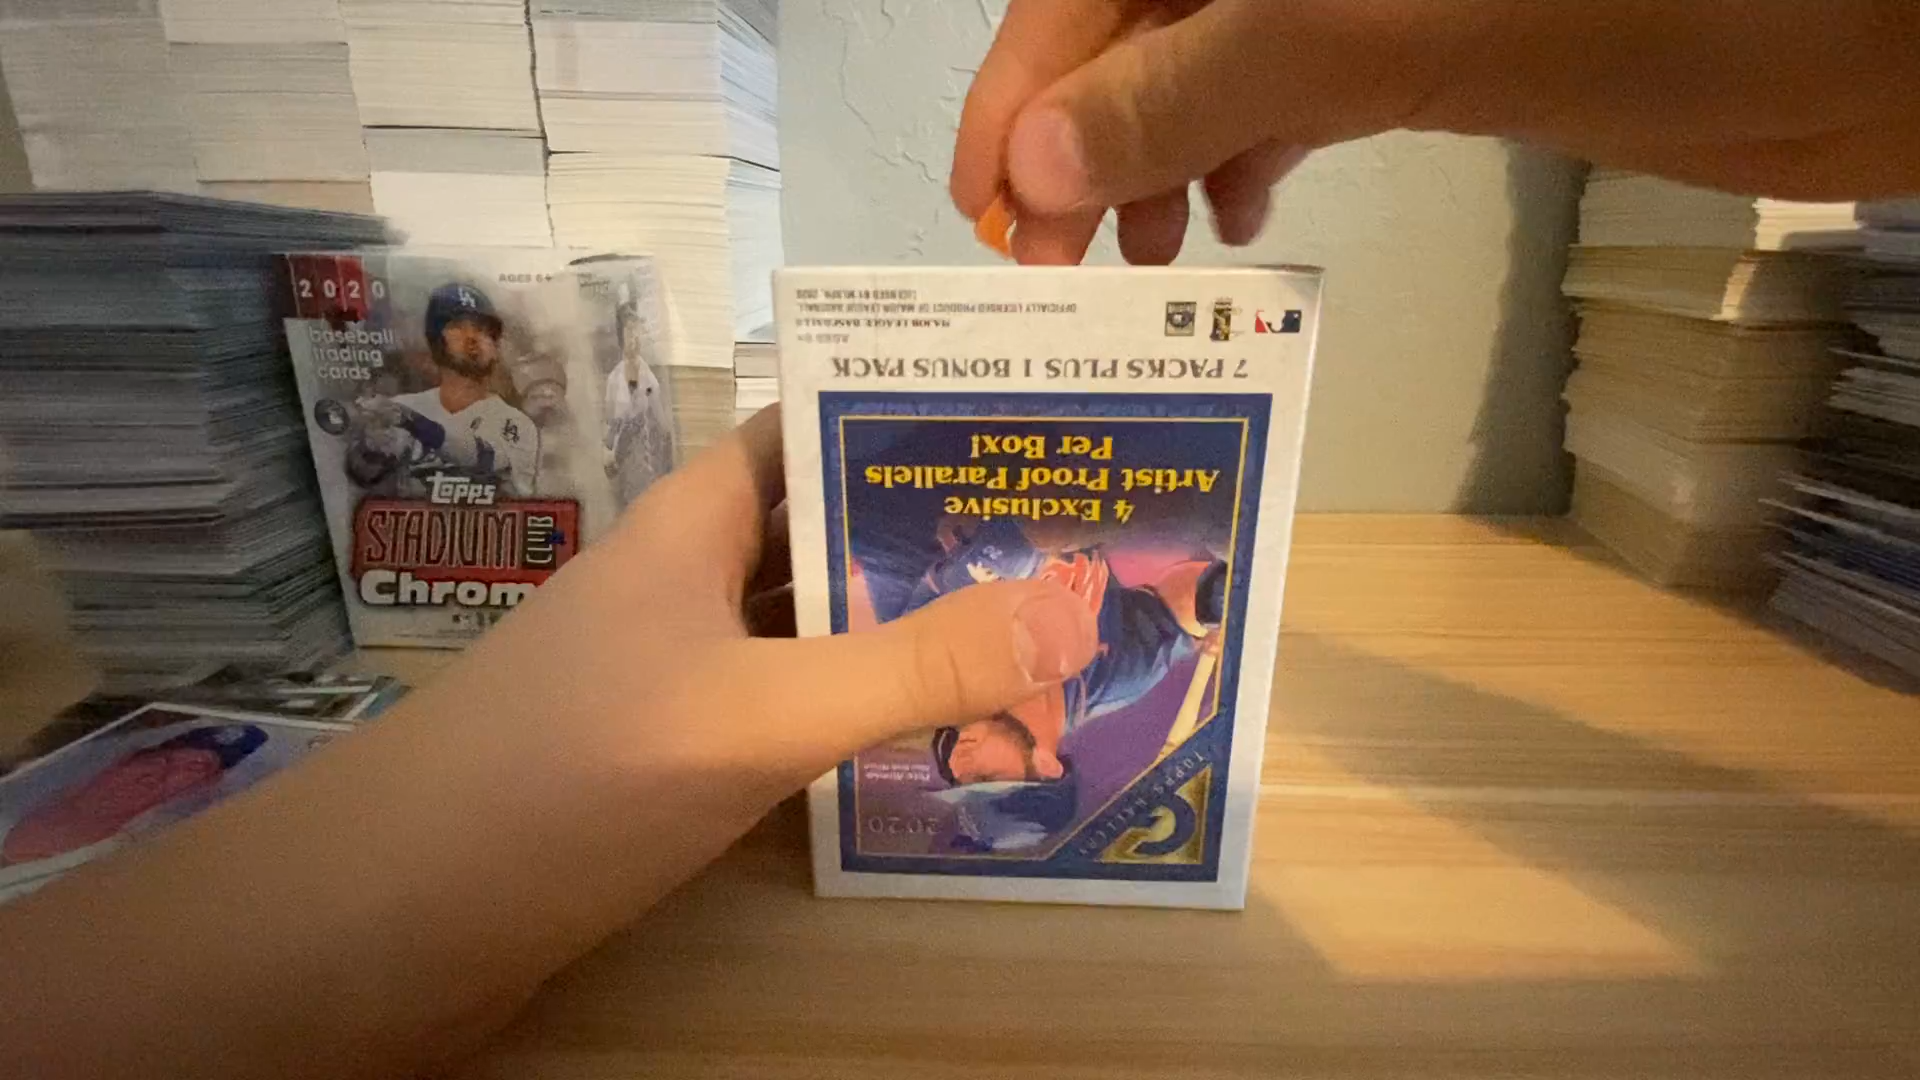 2020
AGES 6+
baseball
trading
cards
Topps
STADIUM
CLUB
Chrom
7 PACKS PLUS 1 BONUS PACK
AGES 6+
MAJOR LEAGUE BASEBALL
OFFICIALLY LICENSED PRODUCT OF MAJOR LEAGUE BASEBALL
4 Exclusive
Artist Proof Parallels
Per Box!
2020
TOPPS GALLERY
Pete Alonso